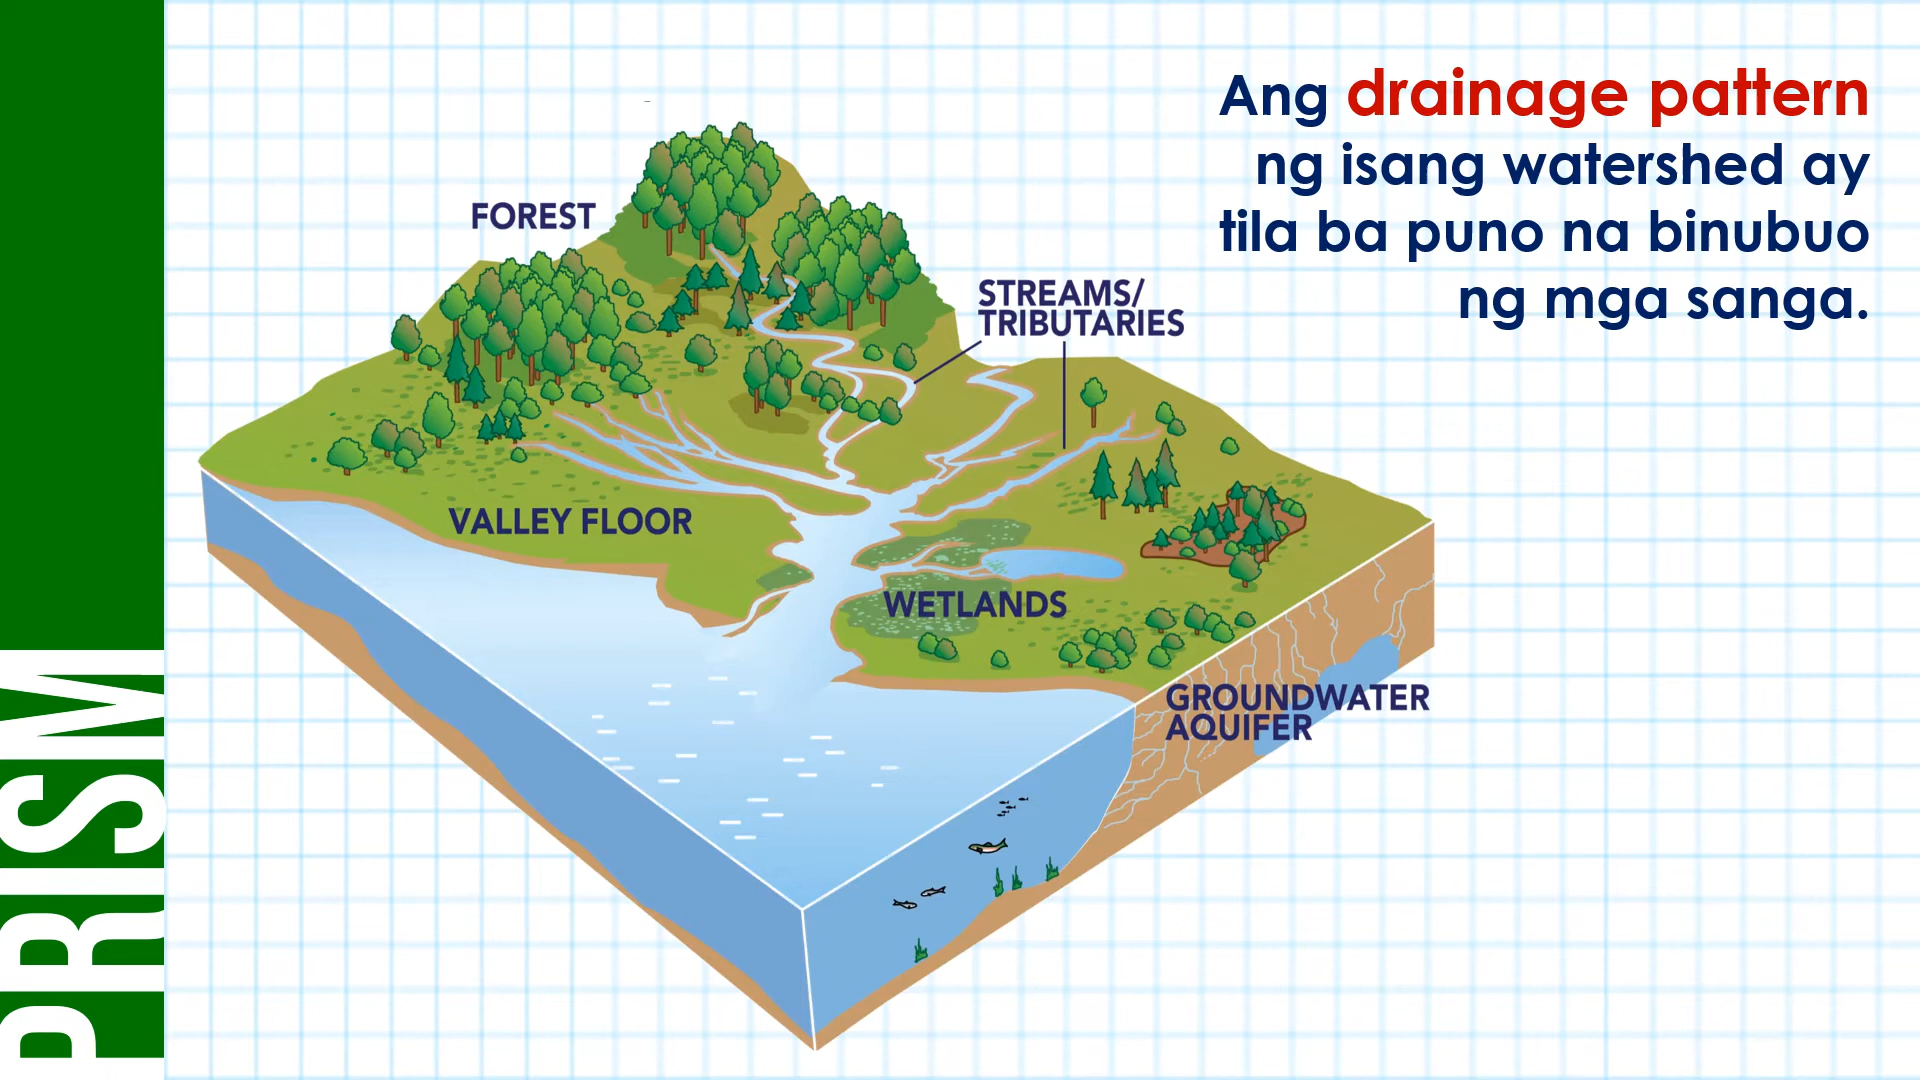 Ang drainage pattern
ng isang watershed ay
tila ba puno na binubuo
ng mga sanga.
FOREST
STREAMS/
TRIBUTARIES
VALLEY FLOOR
WETLANDS
GROUNDWATER
AQUIFER
PRISM